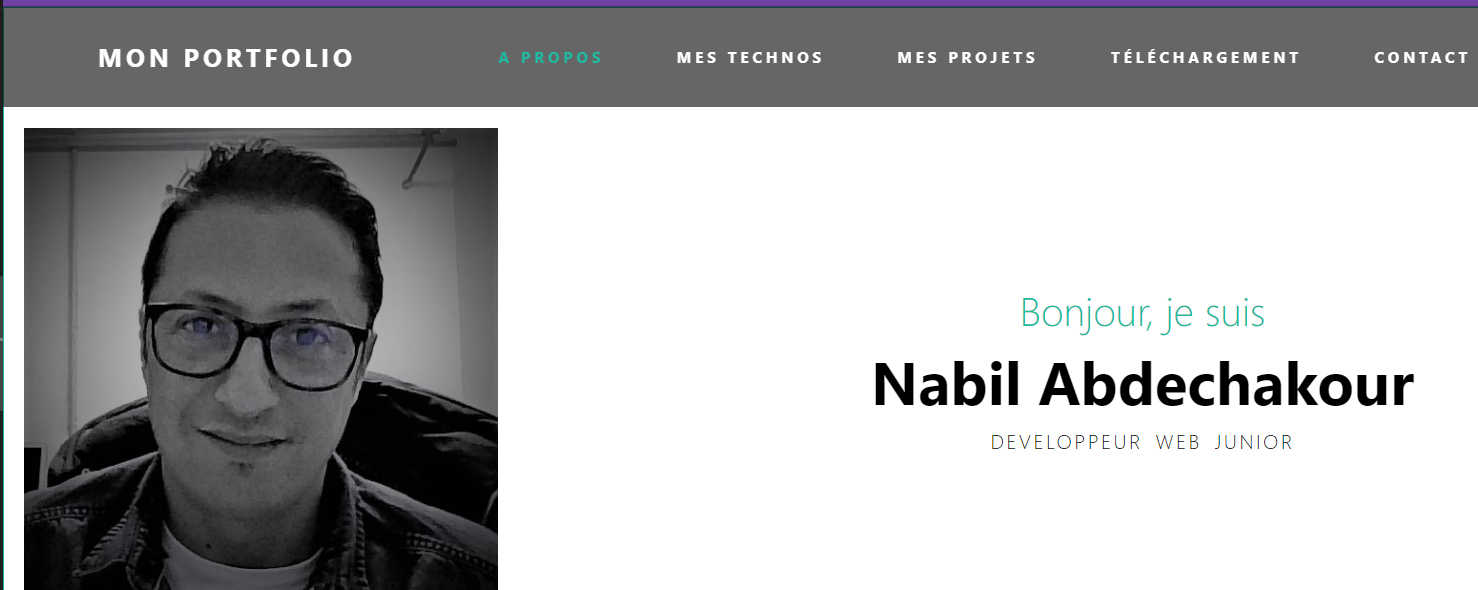 MON PORTFOLIO
A PROPOS
MES TECHNOS
MES PROJETS
TÉLÉCHARGEMENT
CONTACT
Bonjour, je suis
Nabil Abdechakour
DEVELOPPEUR WEB JUNIOR